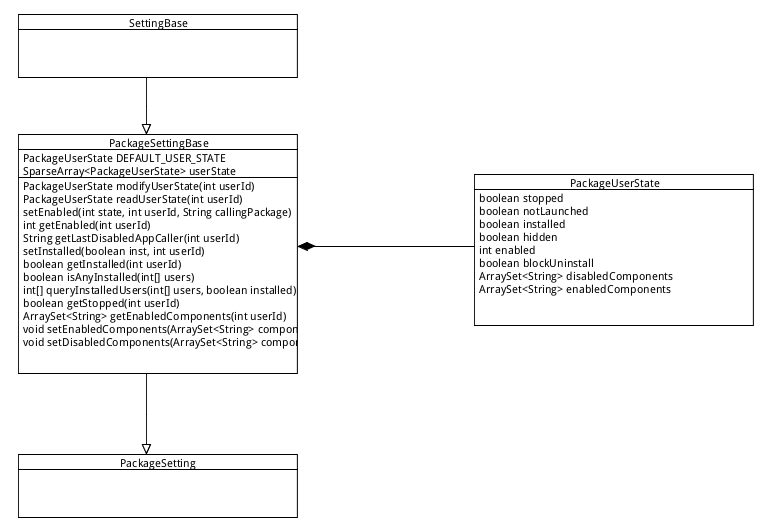 SettingBase
PackageSettingBase
PackageUserState DEFAULT_USER_STATE
SparseArray<PackageUserState> userState
PackageUserState modifyUserState(int userId)
PackageUserState readUserState(int userId)
setEnabled(int state, int userId, String callingPackage)
int getEnabled(int userId)
String getLastDisabledAppCaller(int userId)
setInstalled(boolean inst, int userId)
boolean getInstalled(int userId)
boolean isAnyInstalled(int[] users)
int[] queryInstalledUsers(int[] users, boolean installed)
boolean getStopped(int userId)
ArraySet<String> getEnabledComponents(int userId)
void setEnabledComponents(ArraySet<String> compon
void setDisabledComponents(ArraySet<String> compo
PackageUserState
boolean stopped
boolean notLaunched
boolean installed
boolean hidden
int enabled
boolean blockUninstall
ArraySet<String> disabledComponents
ArraySet<String> enabledComponents
PackageSetting